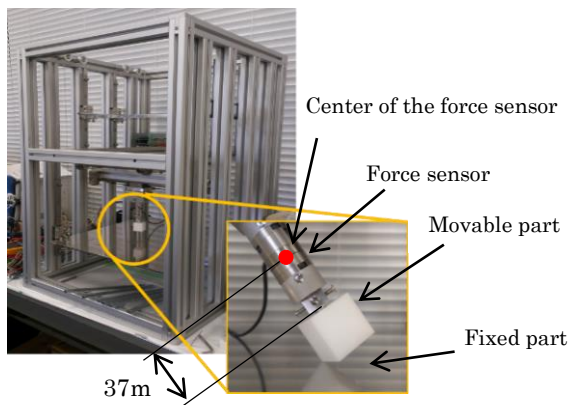 Center of the force sensor
Force sensor
Movable part
Fixed part
37m